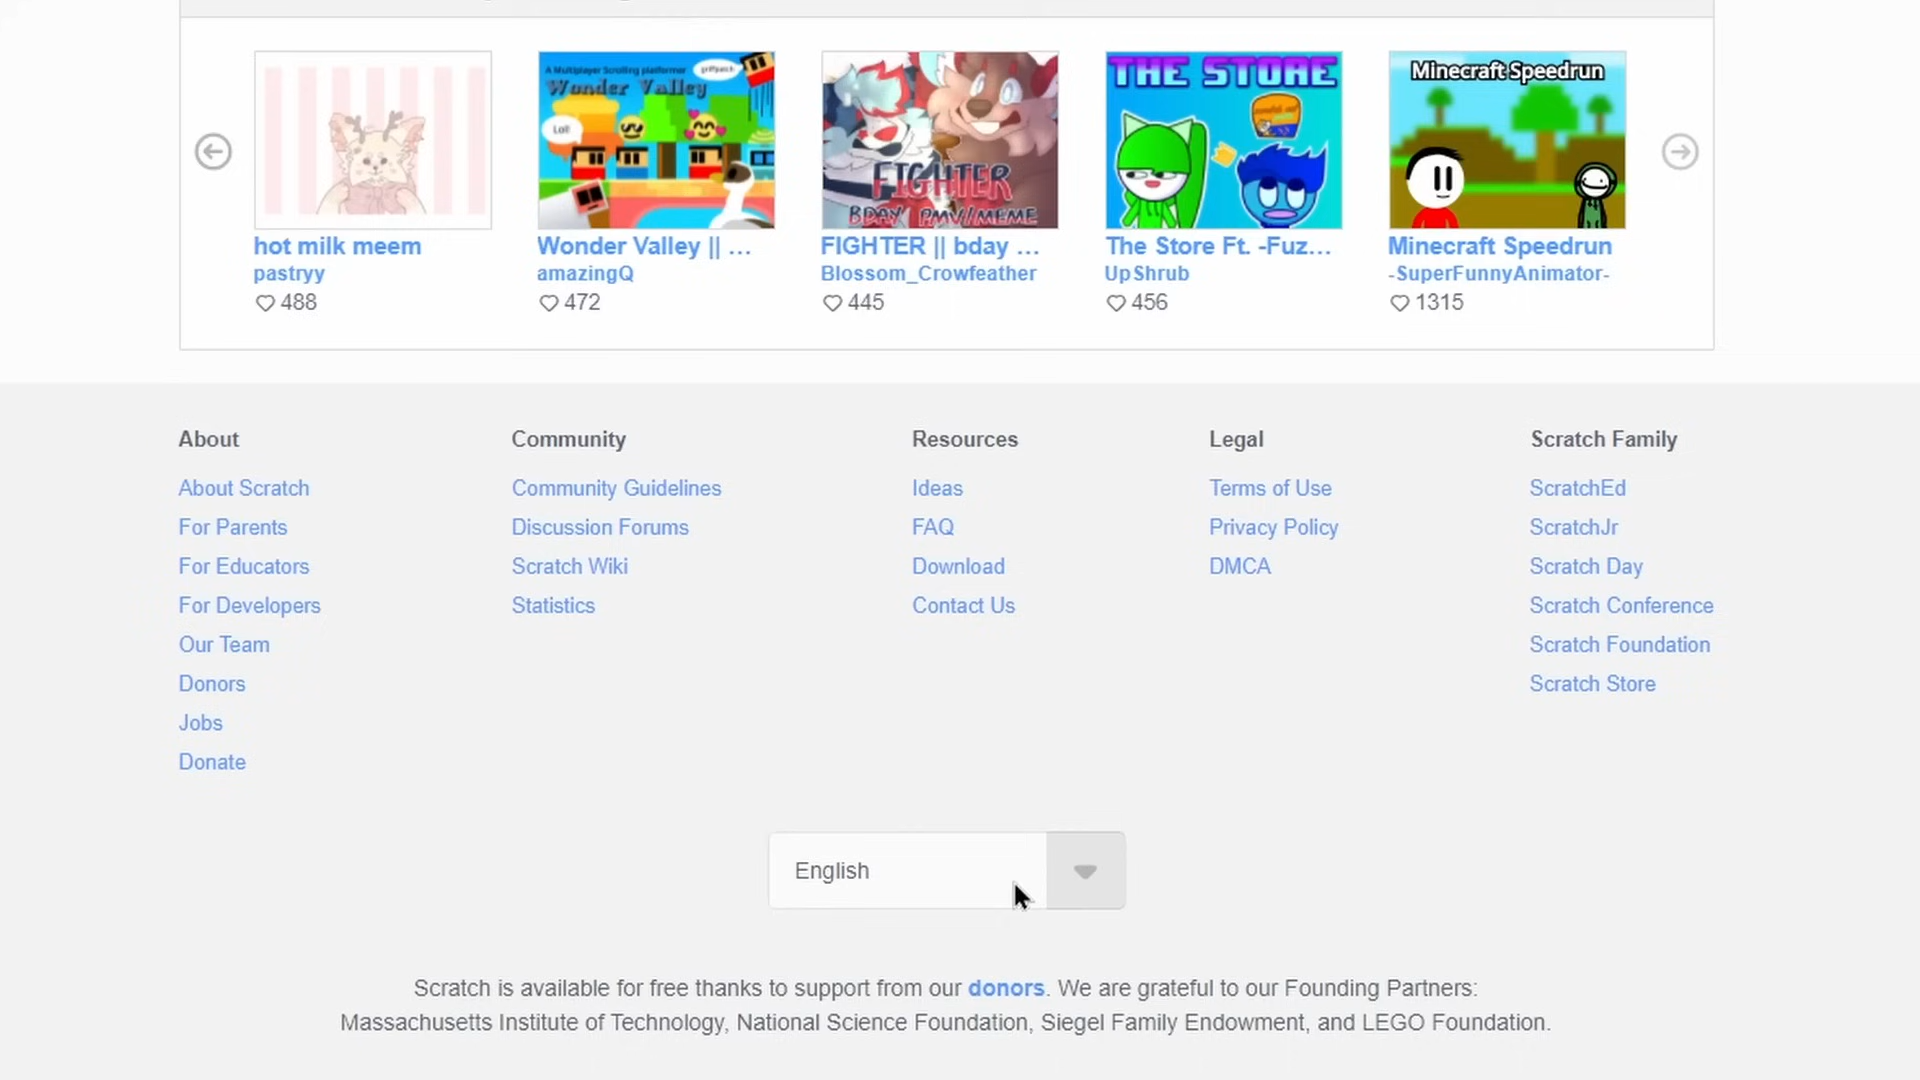 A Multiplayer Scrolling platformer
griffpatch
Wonder Valley
Lol!
FIGHTER
BDAY PMV/MEME
THE STORE
Minecraft Speedrun
hot milk meem
pastryy
488
Wonder Valley || ...
amazingQ
472
FIGHTER || bday ...
Blossom_Crowfeather
445
The Store Ft. -Fuz...
UpShrub
456
Minecraft Speedrun
-SuperFunnyAnimator-
1315
About
About Scratch
For Parents
For Educators
For Developers
Our Team
Donors
Jobs
Donate
Community
Community Guidelines
Discussion Forums
Scratch Wiki
Statistics
Resources
Ideas
FAQ
Download
Contact Us
Legal
Terms of Use
Privacy Policy
DMCA
Scratch Family
ScratchEd
ScratchJr
Scratch Day
Scratch Conference
Scratch Foundation
Scratch Store
English
Scratch is available for free thanks to support from our donors. We are grateful to our Founding Partners:
Massachusetts Institute of Technology, National Science Foundation, Siegel Family Endowment, and LEGO Foundation.